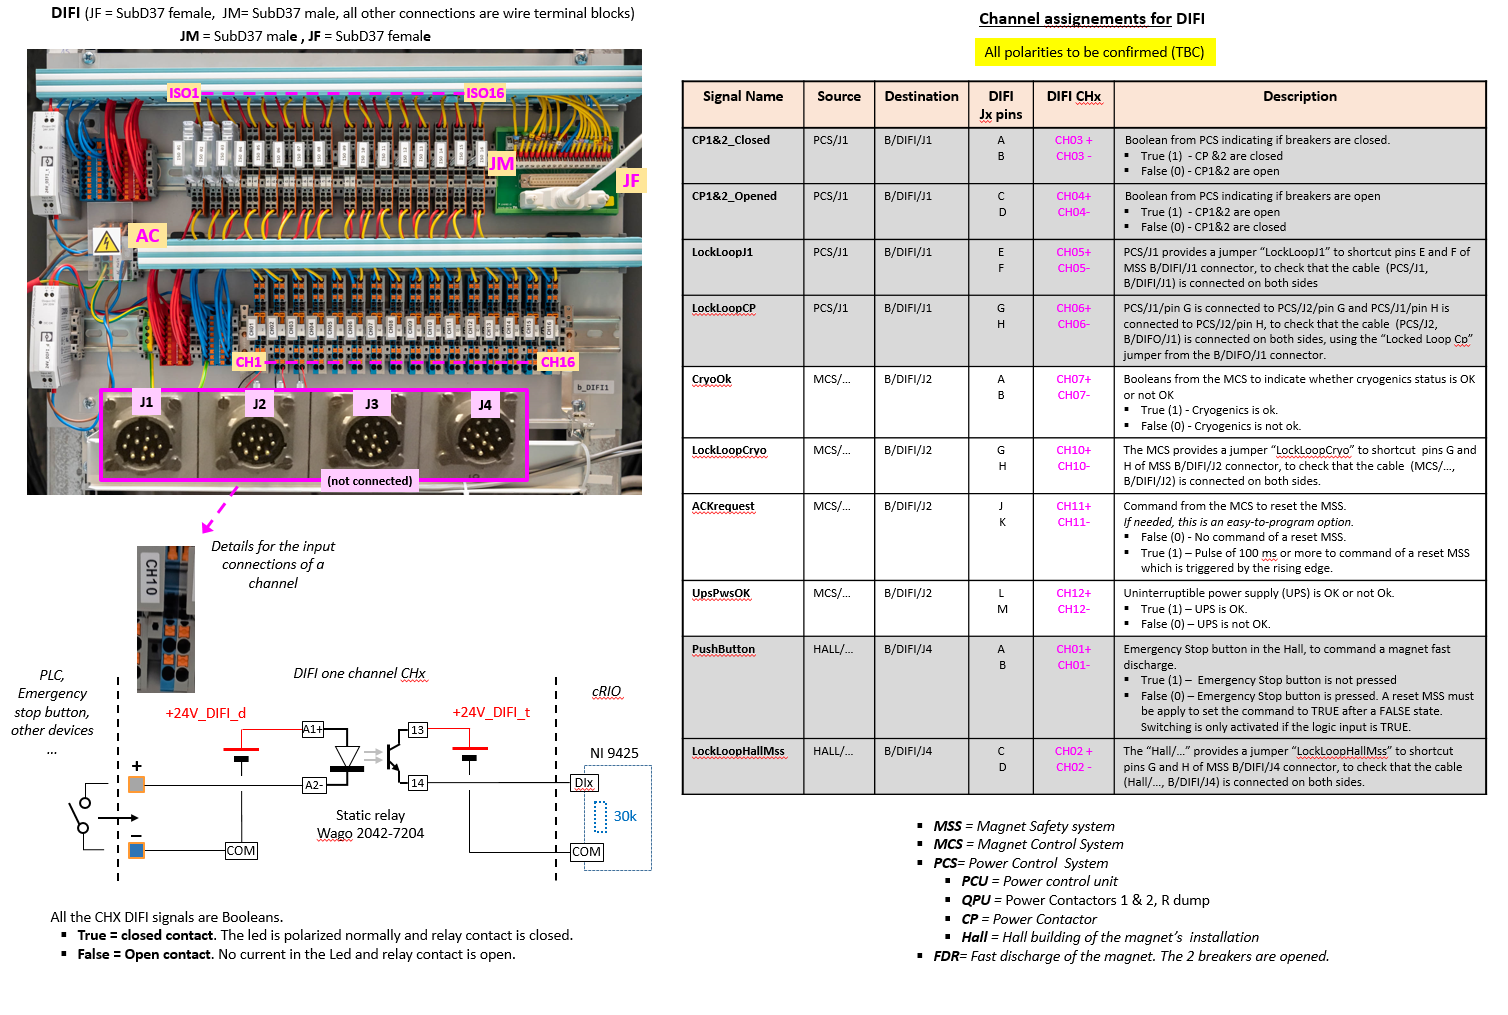 DIFI (JF = SubD37 female,  JM= SubD37 male, all other connections are wire terminal blocks)
JM = SubD37 male , JF = SubD37 female
ISO1
ISO16
JM
JF
AC
CH1
CH16
b_DIFI1
J1
J2
J3
J4
(not connected)
CH10
Details for the input
connections of a
channel
PLC,
Emergency
stop button,
other devices
...
DIFI one channel CHx
cRIO
+24V_DIFI_d
+24V_DIFI_t
A1+
13
NI 9425
+
A2-
14
DIx
30k
Static relay
Wago 2042-7204
–
COM
COM
All the CHX DIFI signals are Booleans.
▪ True = closed contact. The led is polarized normally and relay contact is closed.
▪ False = Open contact. No current in the Led and relay contact is open.
Channel assignements for DIFI
All polarities to be confirmed (TBC)
Signal Name Source Destination DIFI Jx pins DIFI CHx Description
CP1&2_Closed PCS/J1 B/DIFI/J1 A CH03 + Boolean from PCS indicating if breakers are closed.
B CH03 - ▪ True (1)  - CP &2 are closed
▪ False (0) - CP1&2 are open
CP1&2_Opened PCS/J1 B/DIFI/J1 C CH04+ Boolean from PCS indicating if breakers are open
D CH04- ▪ True (1)  - CP1&2 are open
▪ False (0) - CP1&2 are closed
LockLoopJ1 PCS/J1 B/DIFI/J1 E CH05+ PCS/J1 provides a jumper “LockLoopJ1” to shortcut pins E and F of
F CH05- MSS B/DIFI/J1 connector, to check that the cable  (PCS/J1,
B/DIFI/J1) is connected on both sides
LockLoopCP PCS/J1 B/DIFI/J1 G CH06+ PCS/J1/pin G is connected to PCS/J2/pin G and PCS/J1/pin H is
H CH06- connected to PCS/J2/pin H, to check that the cable  (PCS/J2,
B/DIFO/J1) is connected on both sides, using the “Locked Loop Cp”
jumper from the B/DIFO/J1 connector.
CryoOk MCS/... B/DIFI/J2 A CH07+ Booleans from the MCS to indicate whether cryogenics status is OK
B CH07- or not OK
▪ True (1) - Cryogenics is ok.
▪ False (0) - Cryogenics is not ok.
LockLoopCryo MCS/... B/DIFI/J2 G CH10+ The MCS provides a jumper “LockLoopCryo” to shortcut  pins G and
H CH10- H of MSS B/DIFI/J2 connector, to check that the cable  (MCS/...,
B/DIFI/J2) is connected on both sides.
ACKrequest MCS/... B/DIFI/J2 J CH11+ Command from the MCS to reset the MSS.
K CH11- If needed, this is an easy-to-program option.
▪ False (0) - No command of a reset MSS.
▪ True (1) – Pulse of 100 ms or more to command of a reset MSS
which is triggered by the rising edge.
UpsPwsOK MCS/... B/DIFI/J2 L CH12+ Uninterruptible power supply (UPS) is OK or not Ok.
M CH12- ▪ True (1) – UPS is OK.
▪ False (0) – UPS is not OK.
PushButton HALL/... B/DIFI/J4 A CH01+ Emergency Stop button in the Hall, to command a magnet fast
B CH01- discharge.
▪ True (1) –  Emergency Stop button is not pressed
▪ False (0) – Emergency Stop button is pressed. A reset MSS must
be apply to set the command to TRUE after a FALSE state.
Switching is only activated if the logic input is TRUE.
LockLoopHallMss HALL/... B/DIFI/J4 C CH02 + The “Hall/...” provides a jumper “LockLoopHallMss” to shortcut
D CH02 - pins G and H of MSS B/DIFI/J4 connector, to check that the cable
(Hall/..., B/DIFI/J4) is connected on both sides.
▪ MSS = Magnet Safety system
▪ MCS = Magnet Control System
▪ PCS= Power Control  System
▪ PCU = Power control unit
▪ QPU = Power Contactors 1 & 2, R dump
▪ CP = Power Contactor
▪ Hall = Hall building of the magnet’s  installation
▪ FDR= Fast discharge of the magnet. The 2 breakers are opened.